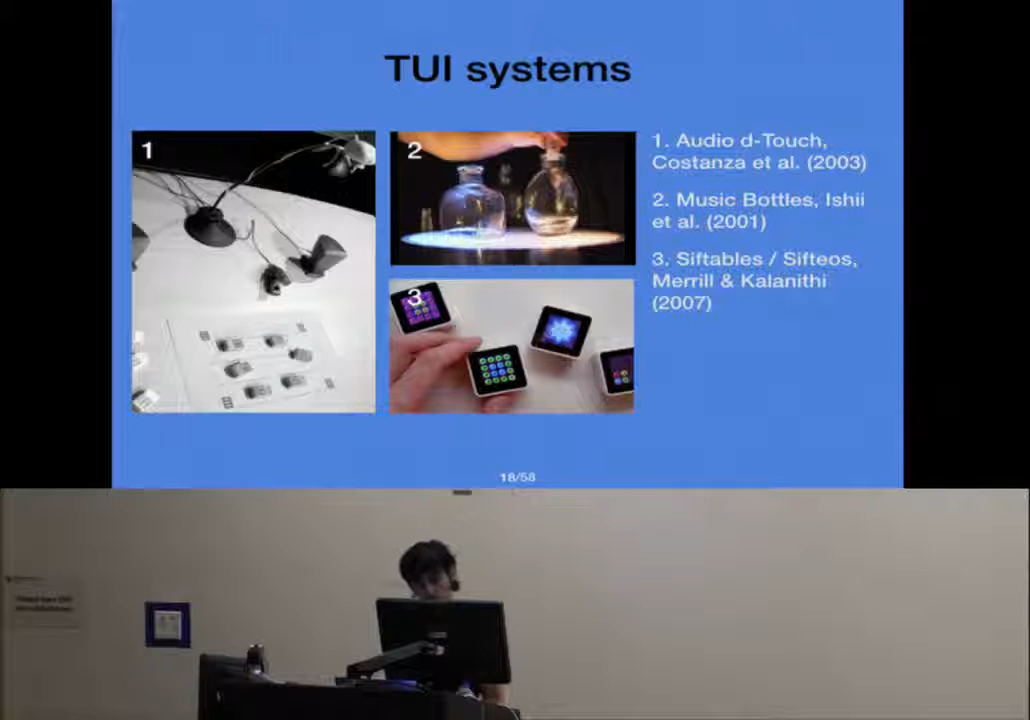 TUI systems
1
2
3
1. Audio d-Touch,
Costanza et al. (2003)
2. Music Bottles, Ishii
et al. (2001)
3. Siftables / Sifteos,
Merrill & Kalanithi
(2007)
18/58